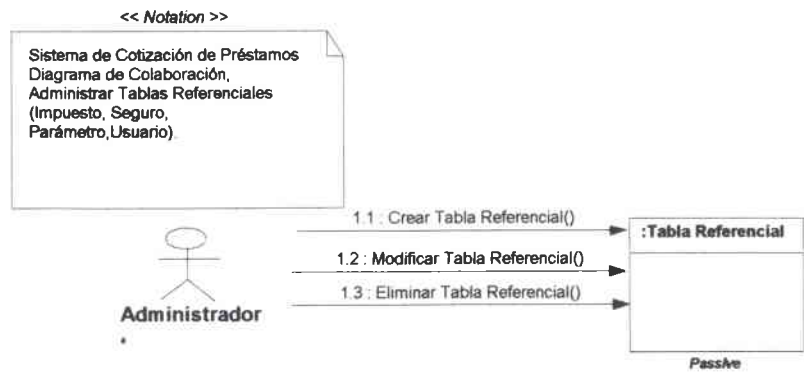 << Notation >>
Sistema de Cotización de Préstamos
Diagrama de Colaboración,
Administrar Tablas Referenciales
(Impuesto, Seguro,
Parámetro,Usuario)
1.1 : Crear Tabla Referencial()
:Tabla Referencial
1.2 : Modificar Tabla Referencial()
1.3 : Eliminar Tabla Referencial()
Administrador
Passive